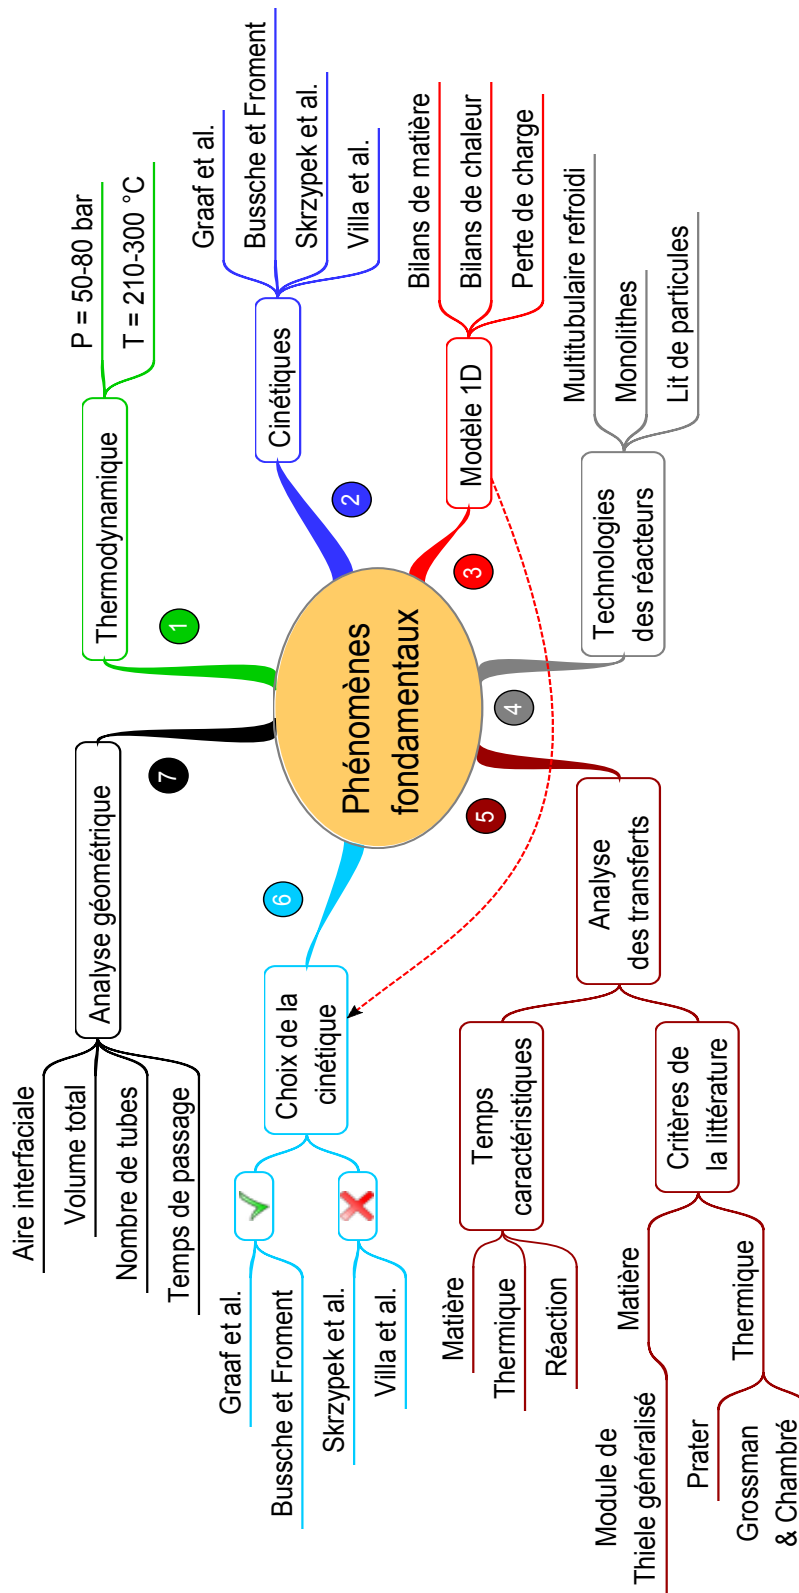 Phénomènes
fondamentaux
1
Thermodynamique
P = 50-80 bar
T = 210-300 °C
2
Cinétiques
Graaf et al.
Bussche et Froment
Skrzypek et al.
Villa et al.
3
Modèle 1D
Bilans de matière
Bilans de chaleur
Perte de charge
4
Technologies
des réacteurs
Multitubulaire refroidi
Monolithes
Lit de particules
5
Analyse
des transferts
Temps
caractéristiques
Matière
Thermique
Réaction
Critères de
la littérature
Matière
Module de
Thiele généralisé
Thermique
Prater
Grossman
& Chambré
6
Choix de la
cinétique
Graaf et al.
Bussche et Froment
Skrzypek et al.
Villa et al.
7
Analyse géométrique
Aire interfaciale
Volume total
Nombre de tubes
Temps de passage